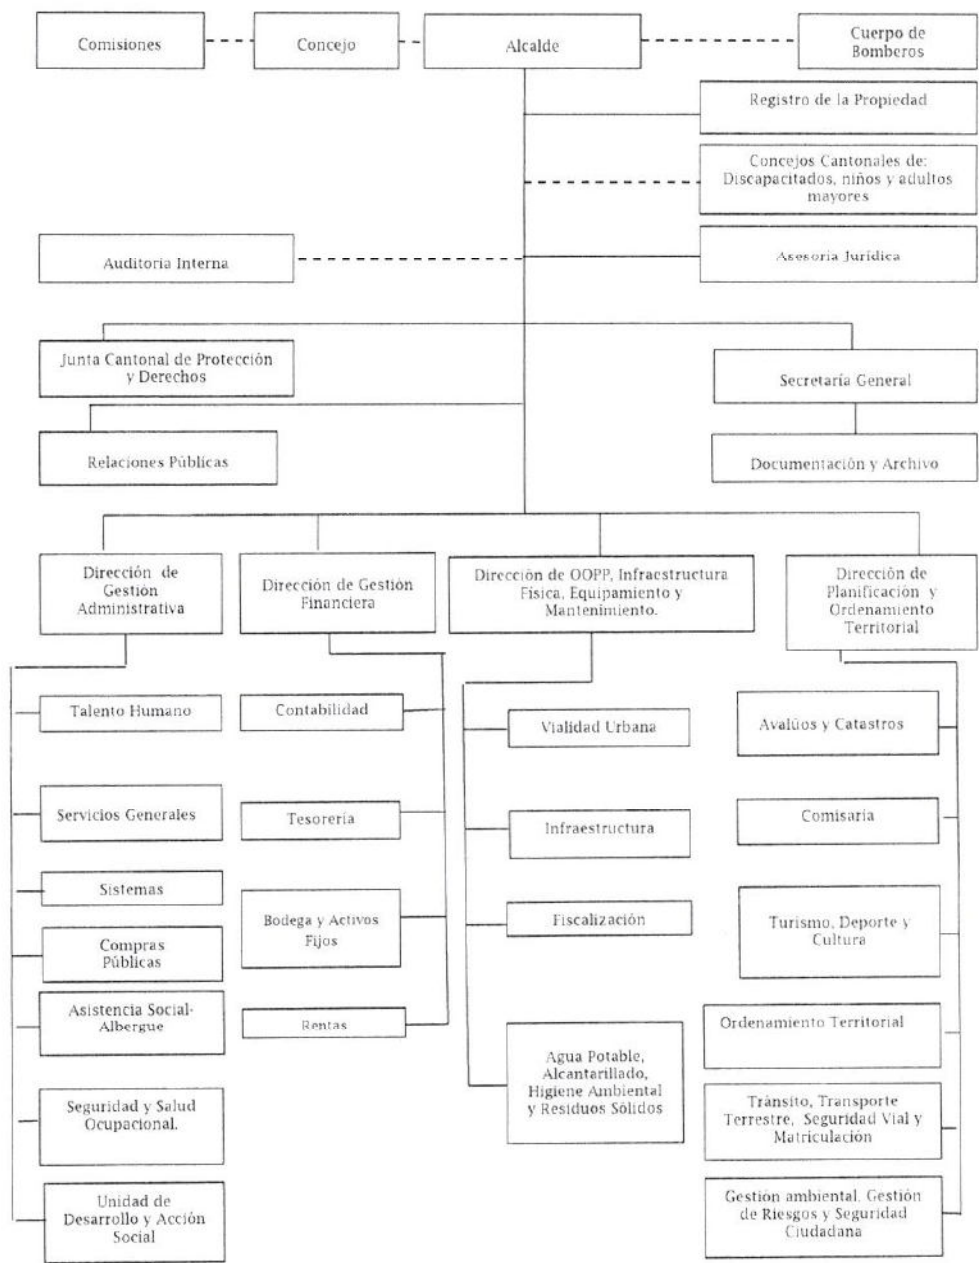 Comisiones
Concejo
Alcalde
Cuerpo de
Bomberos
Registro de la Propiedad
Concejos Cantonales de:
Discapacitados, niños y adultos
mayores
Auditoria Interna
Asesoria Jurídica
Junta Cantonal de Protección
y Derechos
Secretaría General
Relaciones Públicas
Documentación y Archivo
Dirección de
Gestión
Administrativa
Dirección de Gestión
Financiera
Dirección de OOPP, Infraestructura
Física, Equipamiento y
Mantenimiento.
Dirección de
Planificación y
Ordenamiento
Territorial
Talento Humano
Servicios Generales
Sistemas
Compras
Públicas
Asistencia Social-
Albergue
Seguridad y Salud
Ocupacional.
Unidad de
Desarrollo y Acción
Social
Contabilidad
Tesorería
Bodega y Activos
Fijos
Rentas
Vialidad Urbana
Infraestructura
Fiscalización
Agua Potable,
Alcantarillado,
Higiene Ambiental
y Residuos Sólidos
Avalúos y Catastros
Comisaría
Turismo, Deporte y
Cultura
Ordenamiento Territorial
Tránsito, Transporte
Terrestre, Seguridad Vial y
Matriculación
Gestión ambiental. Gestión
de Riesgos y Seguridad
Ciudadana